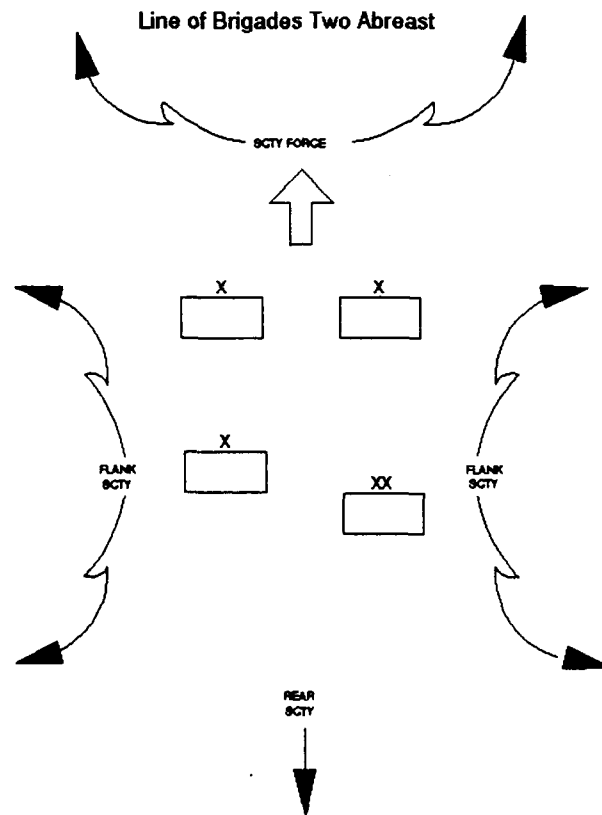 Line of Brigades Two Abreast
SCTY FORCE
X
X
X
XX
FLANK
SCTY
FLANK
SCTY
REAR
SCTY